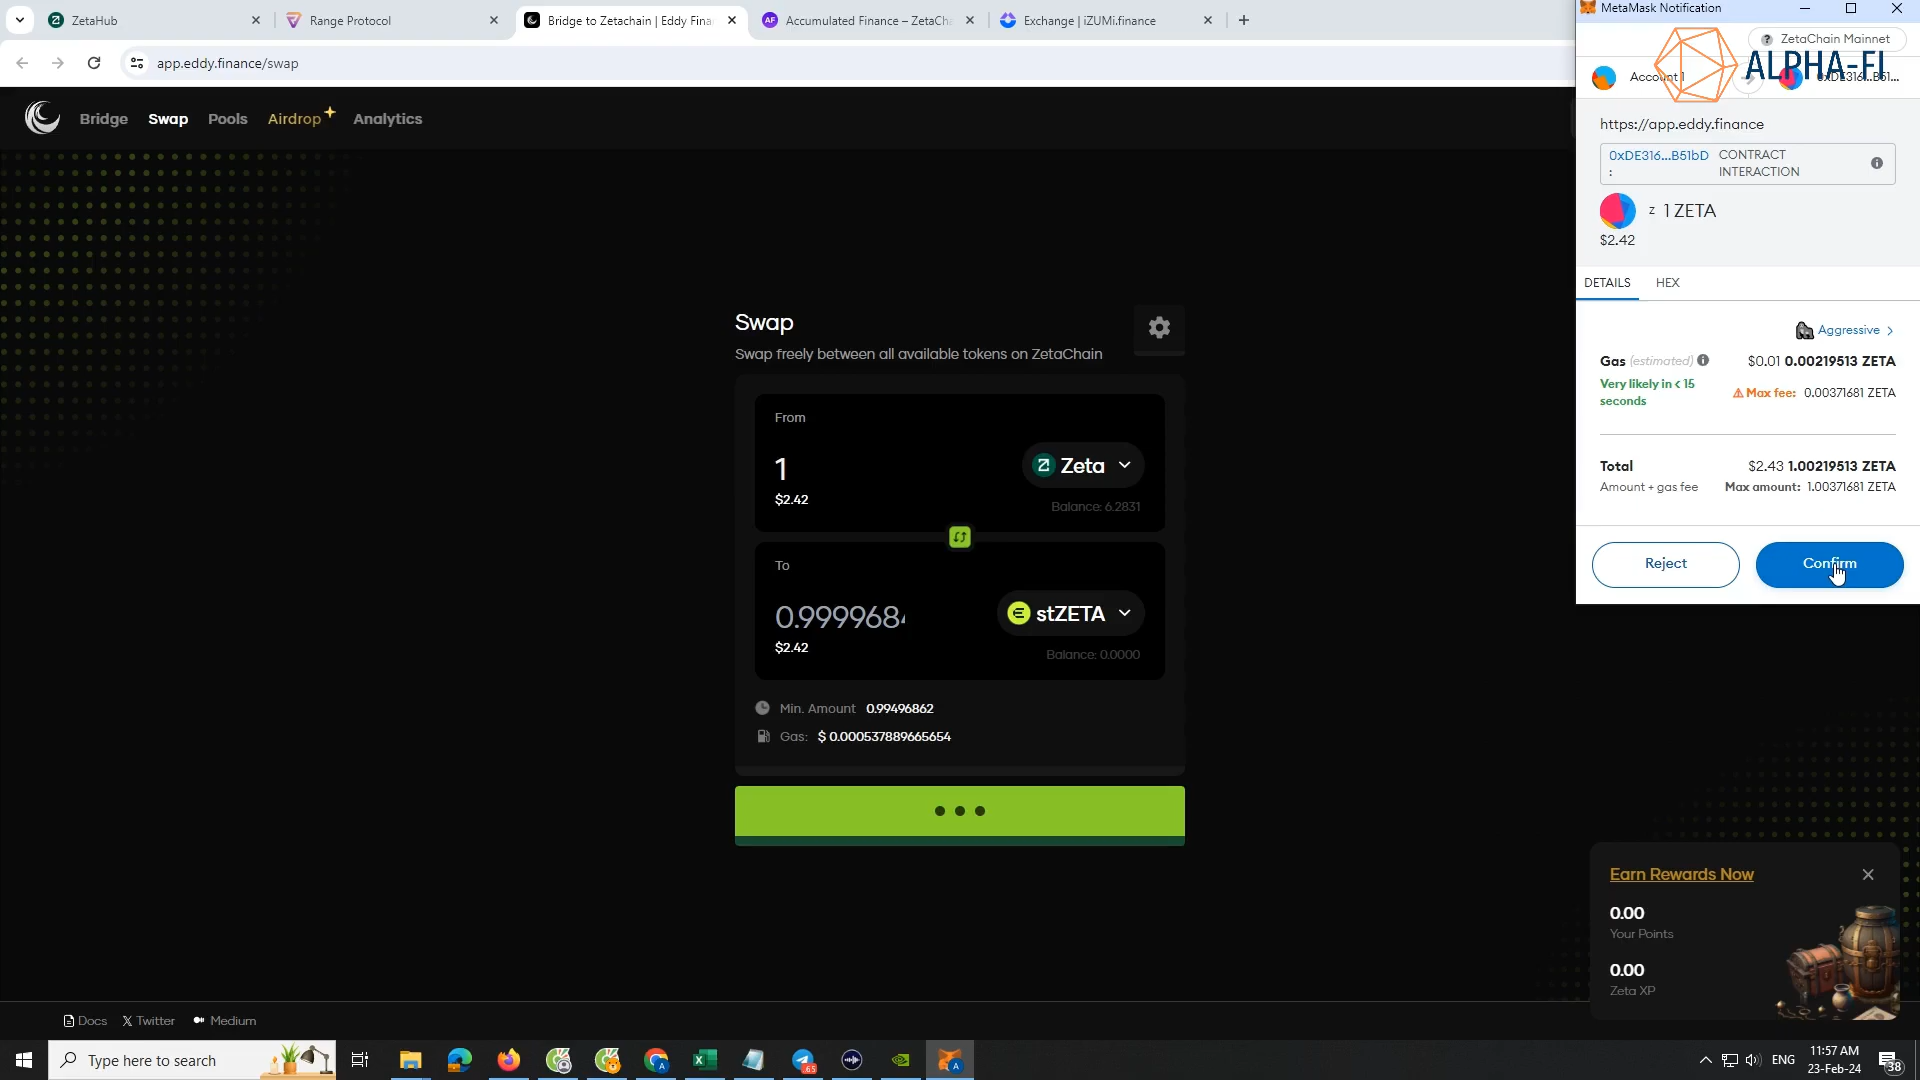 ZetaHub
Range Protocol
Bridge to Zetachain | Eddy Fina
Accumulated Finance – ZetaCha
Exchange | iZUMi.finance
app.eddy.finance/swap
Bridge
Swap
Pools
Airdrop
Analytics
Swap
Swap freely between all available tokens on ZetaChain
From
1
Zeta
$2.42
Balance: 6.2831
To
0.9999684
stZETA
$2.42
Balance: 0.0000
Min. Amount 0.99496862
Gas: $ 0.000537889665654
MetaMask Notification
ZetaChain Mainnet
ALPHA-FI
Account 1
0xDE316...B51...
https://app.eddy.finance
0xDE316...B51bD CONTRACT
: INTERACTION
Z 1 ZETA
$2.42
DETAILS
HEX
Aggressive
Gas (estimated) $0.01 0.00219513 ZETA
Very likely in < 15
seconds
Max fee: 0.00371681 ZETA
Total $2.43 1.00219513 ZETA
Amount + gas fee Max amount: 1.00371681 ZETA
Reject
Confirm
Earn Rewards Now
0.00
Your Points
0.00
Zeta XP
Docs
Twitter
Medium
Type here to search
.65
ENG
11:57 AM
23-Feb-24
38